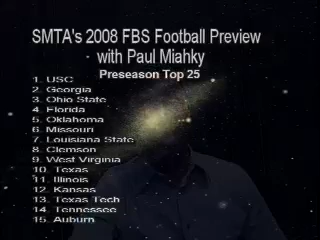 SMTA's 2008 FBS Football Preview
with Paul Miahky
Preseason Top 25
1. USC
2. Georgia
3. Ohio State
4. Florida
5. Oklahoma
6. Missouri
7. Louisiana State
8. Clemson
9. West Virginia
10. Texas
11. Illinois
12. Kansas
13. Texas Tech
14. Tennessee
15. Auburn